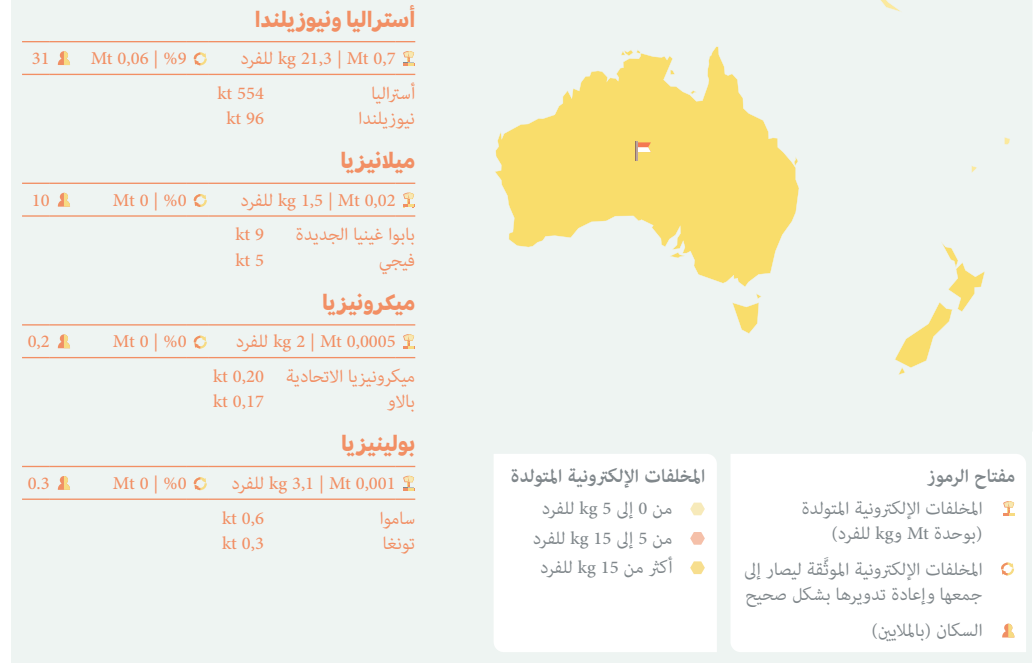 أستراليا ونيوزيلندا
Mt 0,7 | kg 21,3 للفرد %9 | Mt 0,06 31
أستراليا kt 554
نيوزيلندا kt 96
ميلانيزيا
Mt 0,02 | kg 1,5 للفرد %0 | Mt 0 10
بابوا غينيا الجديدة kt 9
فيجي kt 5
ميكرونيزيا
Mt 0,0005 | kg 2 للفرد %0 | Mt 0 0,2
ميكرونيزيا الاتحادية kt 0,20
بالاو kt 0,17
بولينيزيا
Mt 0,001 | kg 3,1 للفرد %0 | Mt 0 0.3
ساموا kt 0,6
تونغا kt 0,3
مفتاح الرموز
المخلفات الإلكترونية المتولدة
(بوحدة Mt وkg للفرد)
المخلفات الإلكترونية الموثَّقة ليصار إلى
جمعها وإعادة تدويرها بشكل صحيح
السكان (بالملايين)
المخلفات الإلكترونية المتولدة
من 0 إلى 5 kg للفرد
من 5 إلى 15 kg للفرد
أكثر من 15 kg للفرد